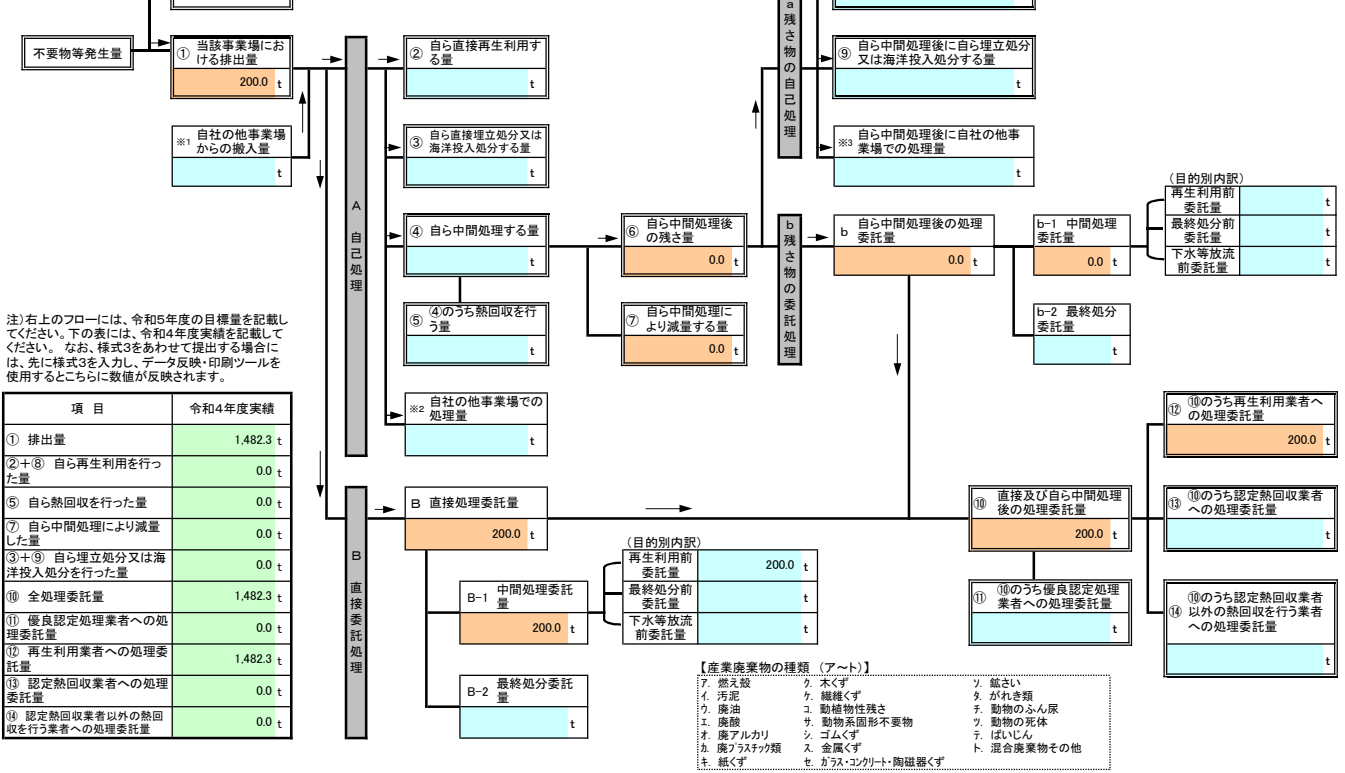 不要物等発生量
① 当該事業場にお
ける排出量
200.0 t
※1 自社の他事業場
からの搬入量
t
A 自己処理
② 自ら直接再生利用す
る量
t
③ 自ら直接埋立処分又は
海洋投入処分する量
t
④ 自ら中間処理する量
t
⑤ ④のうち熱回収を行
う量
t
※2 自社の他事業場での
処理量
t
⑥ 自ら中間処理後
の残さ量
0.0 t
⑦ 自ら中間処理に
より減量する量
0.0 t
a 残さ物の自己処理
⑨ 自ら中間処理後に自ら埋立処分
又は海洋投入処分する量
t
※3 自ら中間処理後に自社の他事
業場での処理量
t
b 残さ物の委託処理
b 自ら中間処理後の処理
委託量
0.0 t
b-1 中間処理
委託量
0.0 t
b-2 最終処分
委託量
t
(目的別内訳)
再生利用前
委託量 t
最終処分前
委託量 t
下水等放流
前委託量 t
注)右上のフローには、令和5年度の目標量を記載し
てください。下の表には、令和4年度実績を記載して
ください。 なお、様式3をあわせて提出する場合に
は、先に様式3を入力し、データ反映・印刷ツールを
使用するとこちらに数値が反映されます。
項 目 令和4年度実績
① 排出量 1,482.3 t
②+⑧ 自ら再生利用を行っ
た量 0.0 t
⑤ 自ら熱回収を行った量 0.0 t
⑦ 自ら中間処理により減量
した量 0.0 t
③+⑨ 自ら埋立処分又は海
洋投入処分を行った量 0.0 t
⑩ 全処理委託量 1,482.3 t
⑪ 優良認定処理業者への処
理委託量 0.0 t
⑫ 再生利用業者への処理委
託量 1,482.3 t
⑬ 認定熱回収業者への処理
委託量 0.0 t
⑭ 認定熱回収業者以外の熱回
収を行う業者への処理委託量 0.0 t
B 直接委託処理
B 直接処理委託量
200.0 t
B-1 中間処理委託
量
200.0 t
B-2 最終処分委託
量
t
(目的別内訳)
再生利用前
委託量 200.0 t
最終処分前
委託量 t
下水等放流
前委託量 t
⑩ 直接及び自ら中間処理
後の処理委託量
200.0 t
⑪ ⑩のうち優良認定処理
業者への処理委託量
t
⑫ ⑩のうち再生利用業者へ
の処理委託量
200.0 t
⑬ ⑩のうち認定熱回収業者
への処理委託量
t
⑩のうち認定熱回収業者
⑭ 以外の熱回収を行う業者
への処理委託量
t
【産業廃棄物の種類 (ア〜ト)】
ア. 燃え殻
イ. 汚泥
ウ. 廃油
エ. 廃酸
オ. 廃アルカリ
カ. 廃プラスチック類
キ. 紙くず
ク. 木くず
ケ. 繊維くず
コ. 動植物性残さ
サ. 動物系固形不要物
シ. ゴムくず
ス. 金属くず
セ. ガラス・コンクリート・陶磁器くず
ソ. 鉱さい
タ. がれき類
チ. 動物のふん尿
ツ. 動物の死体
テ. ばいじん
ト. 混合廃棄物その他